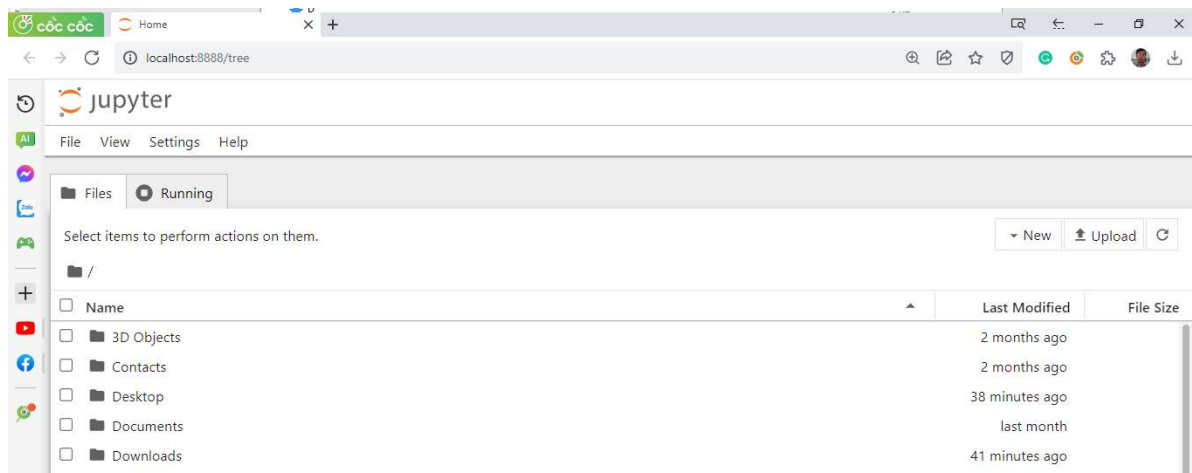 cốc cốc Home
localhost:8888/tree
jupyter
AI File View Settings Help
Files Running
Zalo
Select items to perform actions on them. New Upload
/
Name Last Modified File Size
3D Objects 2 months ago
Contacts 2 months ago
Desktop 38 minutes ago
Documents last month
Downloads 41 minutes ago